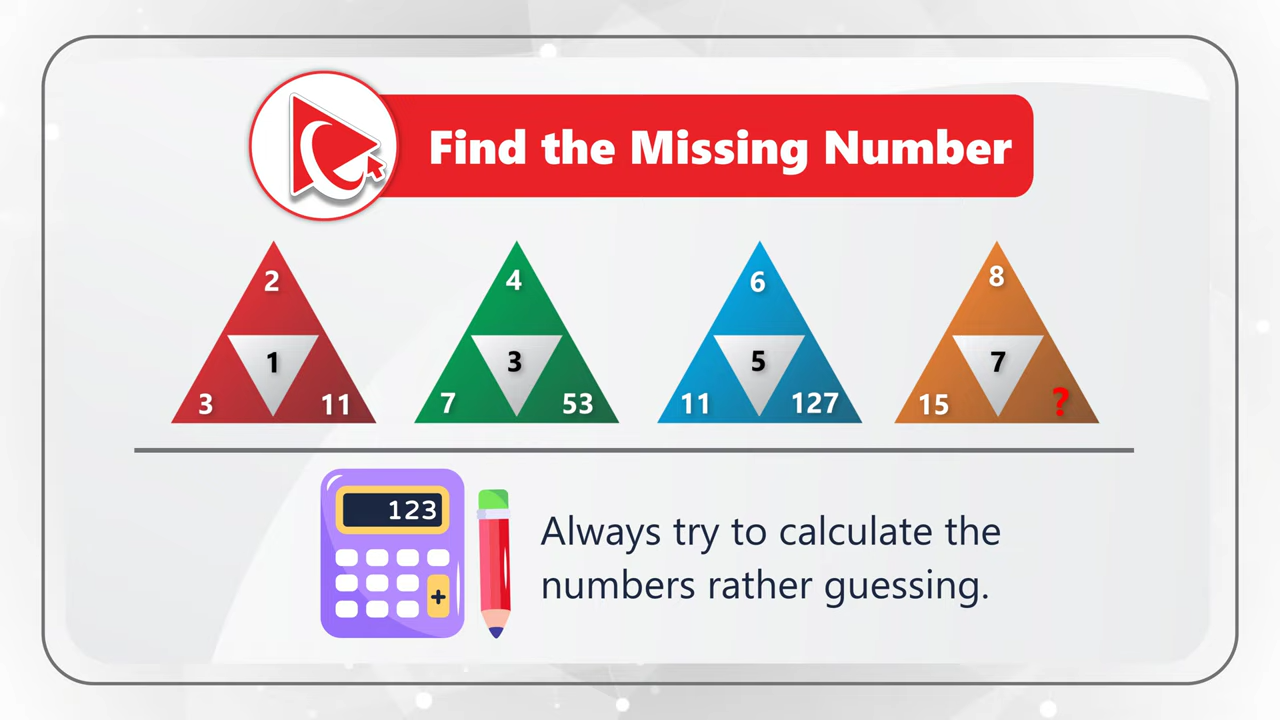 Find the Missing Number
2 4 6 8
1 3 5 7
3 11 7 53 11 127 15 ?
123
+
Always try to calculate the
numbers rather guessing.